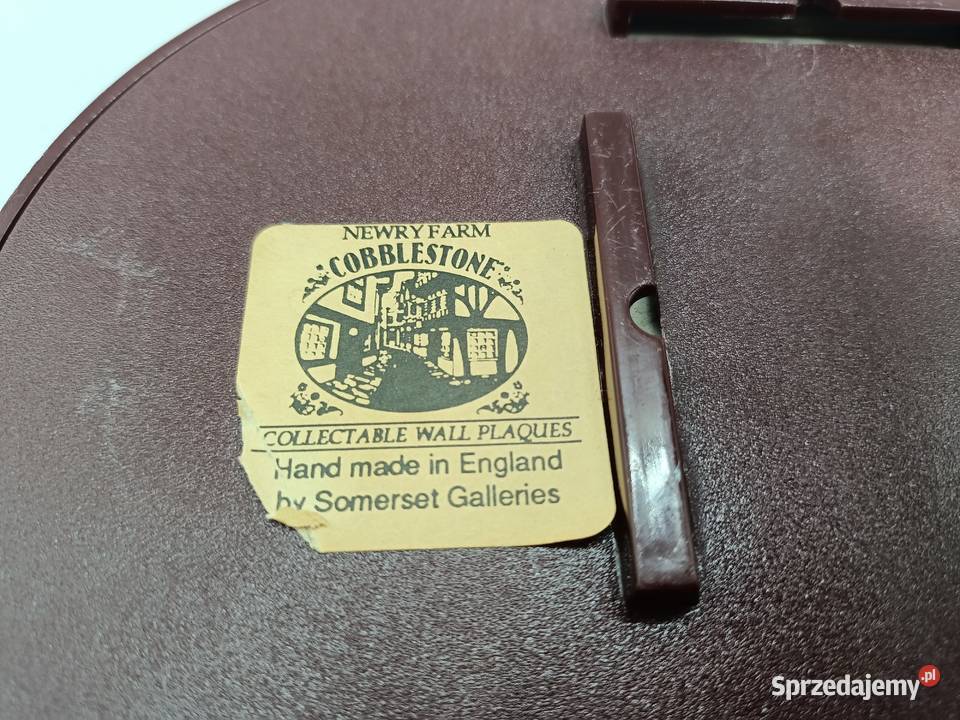 NEWRY FARM
COBBLESTONE
COLLECTABLE WALL PLAQUES
Hand made in England
by Somerset Galleries
Sprzedajemy.pl